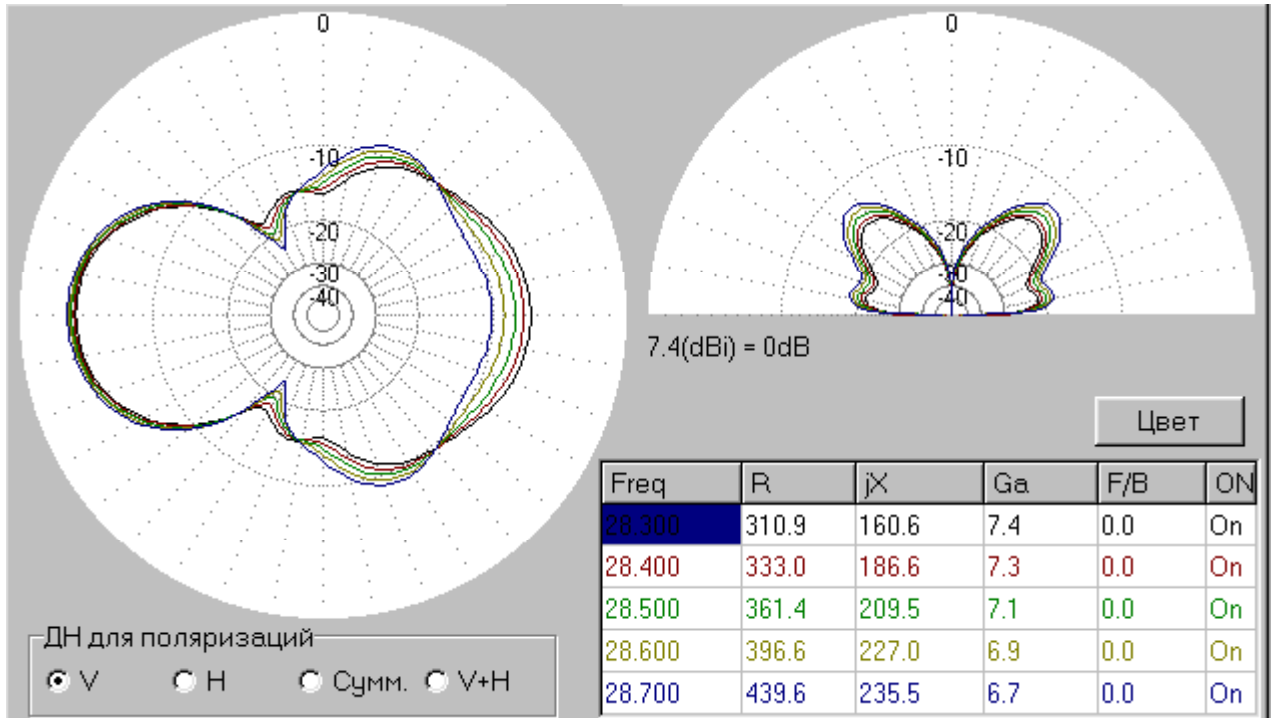 0
-10
-20
-30
-40
0
-10
-20
-30
-40
7.4(dBi) = 0dB
Цвет
Freq R jX Ga F/B ON
28.300 310.9 160.6 7.4 0.0 On
28.400 333.0 186.6 7.3 0.0 On
28.500 361.4 209.5 7.1 0.0 On
28.600 396.6 227.0 6.9 0.0 On
28.700 439.6 235.5 6.7 0.0 On
ДН для поляризаций
V H Сумм. V+H